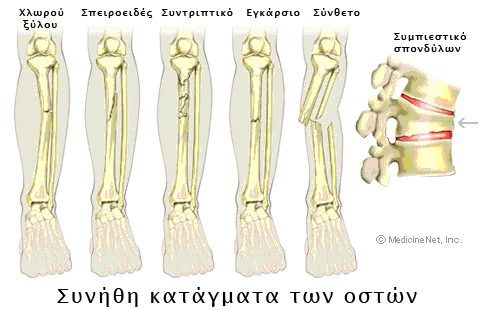 Χλωρού Σπειροειδές Συντριπτικό Εγκάρσιο Σύνθετο
ξύλου
Συμπιεστικό
σπονδύλων
© MedicineNet, Inc.
Συνήθη κατάγματα των οστών